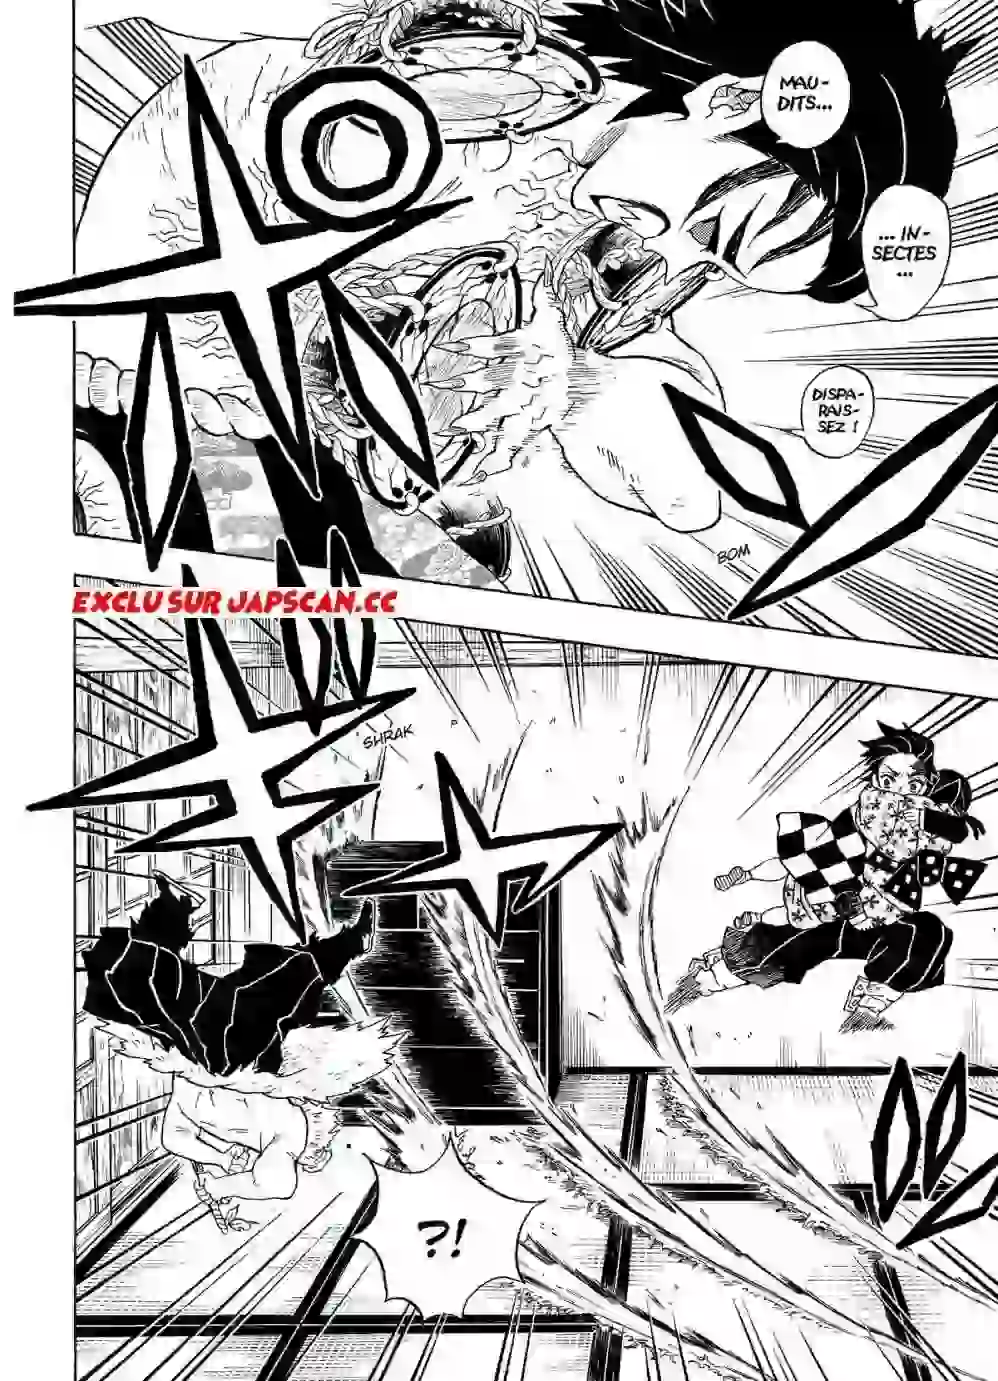 MAU-
DITS...
... IN-
SECTES
...
DISPA-
RAIS-
SEZ !
BOM
EXCLU SUR JAPSCAN.CC
SHRAK
?!